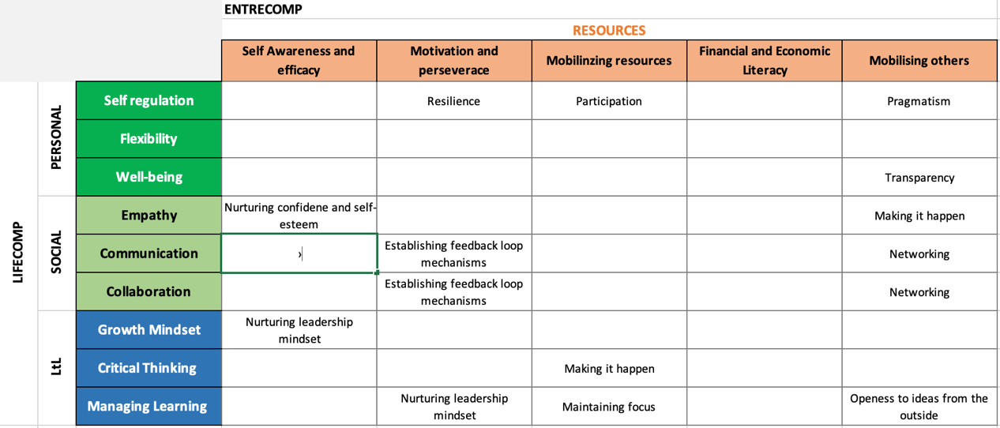 ENTRECOMP
RESOURCES
Self Awareness and
efficacy
Motivation and
perseverace
Mobilinzing resources
Financial and Economic
Literacy
Mobilising others
LIFECOMP
PERSONAL
Self regulation
Resilience
Participation
Pragmatism
Flexibility
Well-being
Transparency
SOCIAL
Empathy
Nurturing confidene and self-
esteem
Making it happen
Communication
›
Establishing feedback loop
mechanisms
Networking
Collaboration
Establishing feedback loop
mechanisms
Networking
LtL
Growth Mindset
Nurturing leadership
mindset
Critical Thinking
Making it happen
Managing Learning
Nurturing leadership
mindset
Maintaining focus
Openess to ideas from the
outside